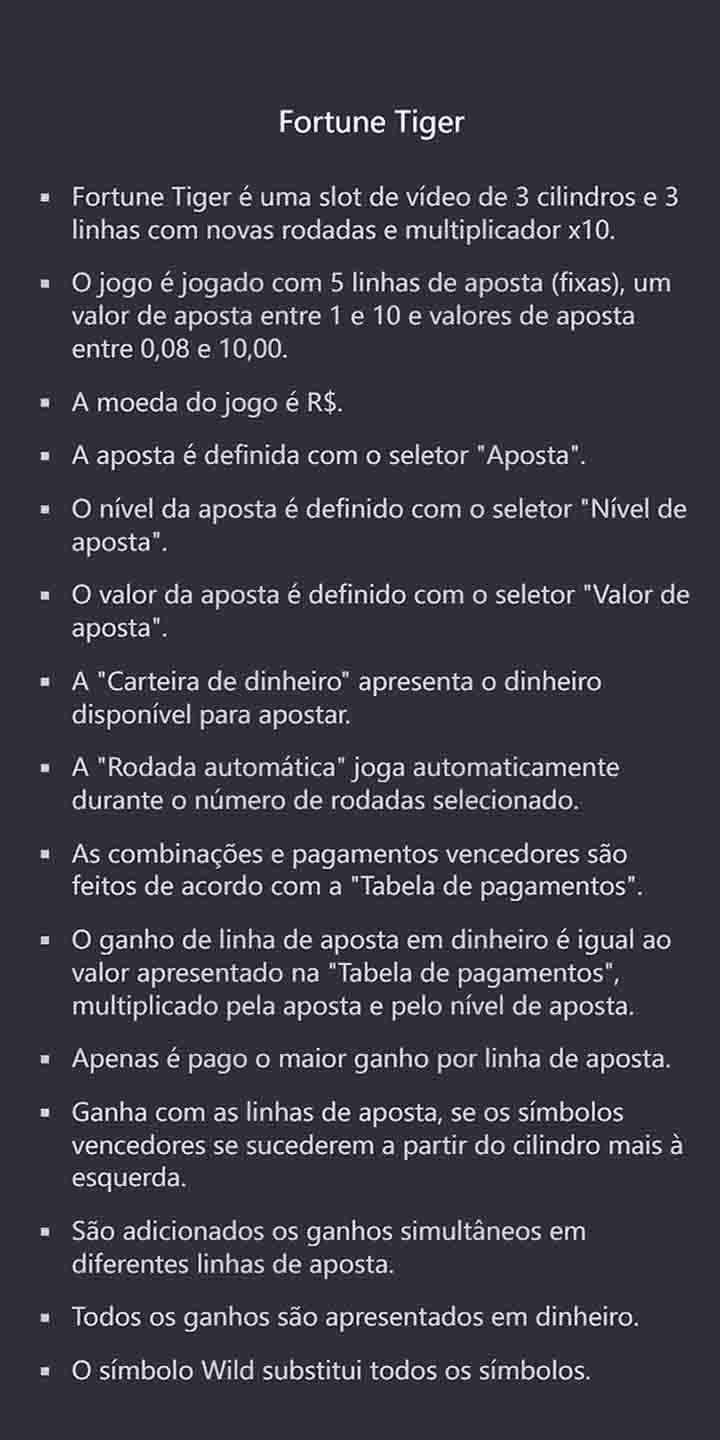 Fortune Tiger
▪ Fortune Tiger é uma slot de vídeo de 3 cilindros e 3
linhas com novas rodadas e multiplicador x10.
▪ O jogo é jogado com 5 linhas de aposta (fixas), um
valor de aposta entre 1 e 10 e valores de aposta
entre 0,08 e 10,00.
▪ A moeda do jogo é R$.
▪ A aposta é definida com o seletor "Aposta".
▪ O nível da aposta é definido com o seletor "Nível de
aposta".
▪ O valor da aposta é definido com o seletor "Valor de
aposta".
▪ A "Carteira de dinheiro" apresenta o dinheiro
disponível para apostar.
▪ A "Rodada automática" joga automaticamente
durante o número de rodadas selecionado.
▪ As combinações e pagamentos vencedores são
feitos de acordo com a "Tabela de pagamentos".
▪ O ganho de linha de aposta em dinheiro é igual ao
valor apresentado na "Tabela de pagamentos",
multiplicado pela aposta e pelo nível de aposta.
▪ Apenas é pago o maior ganho por linha de aposta.
▪ Ganha com as linhas de aposta, se os símbolos
vencedores se sucederem a partir do cilindro mais à
esquerda.
▪ São adicionados os ganhos simultâneos em
diferentes linhas de aposta.
▪ Todos os ganhos são apresentados em dinheiro.
▪ O símbolo Wild substitui todos os símbolos.